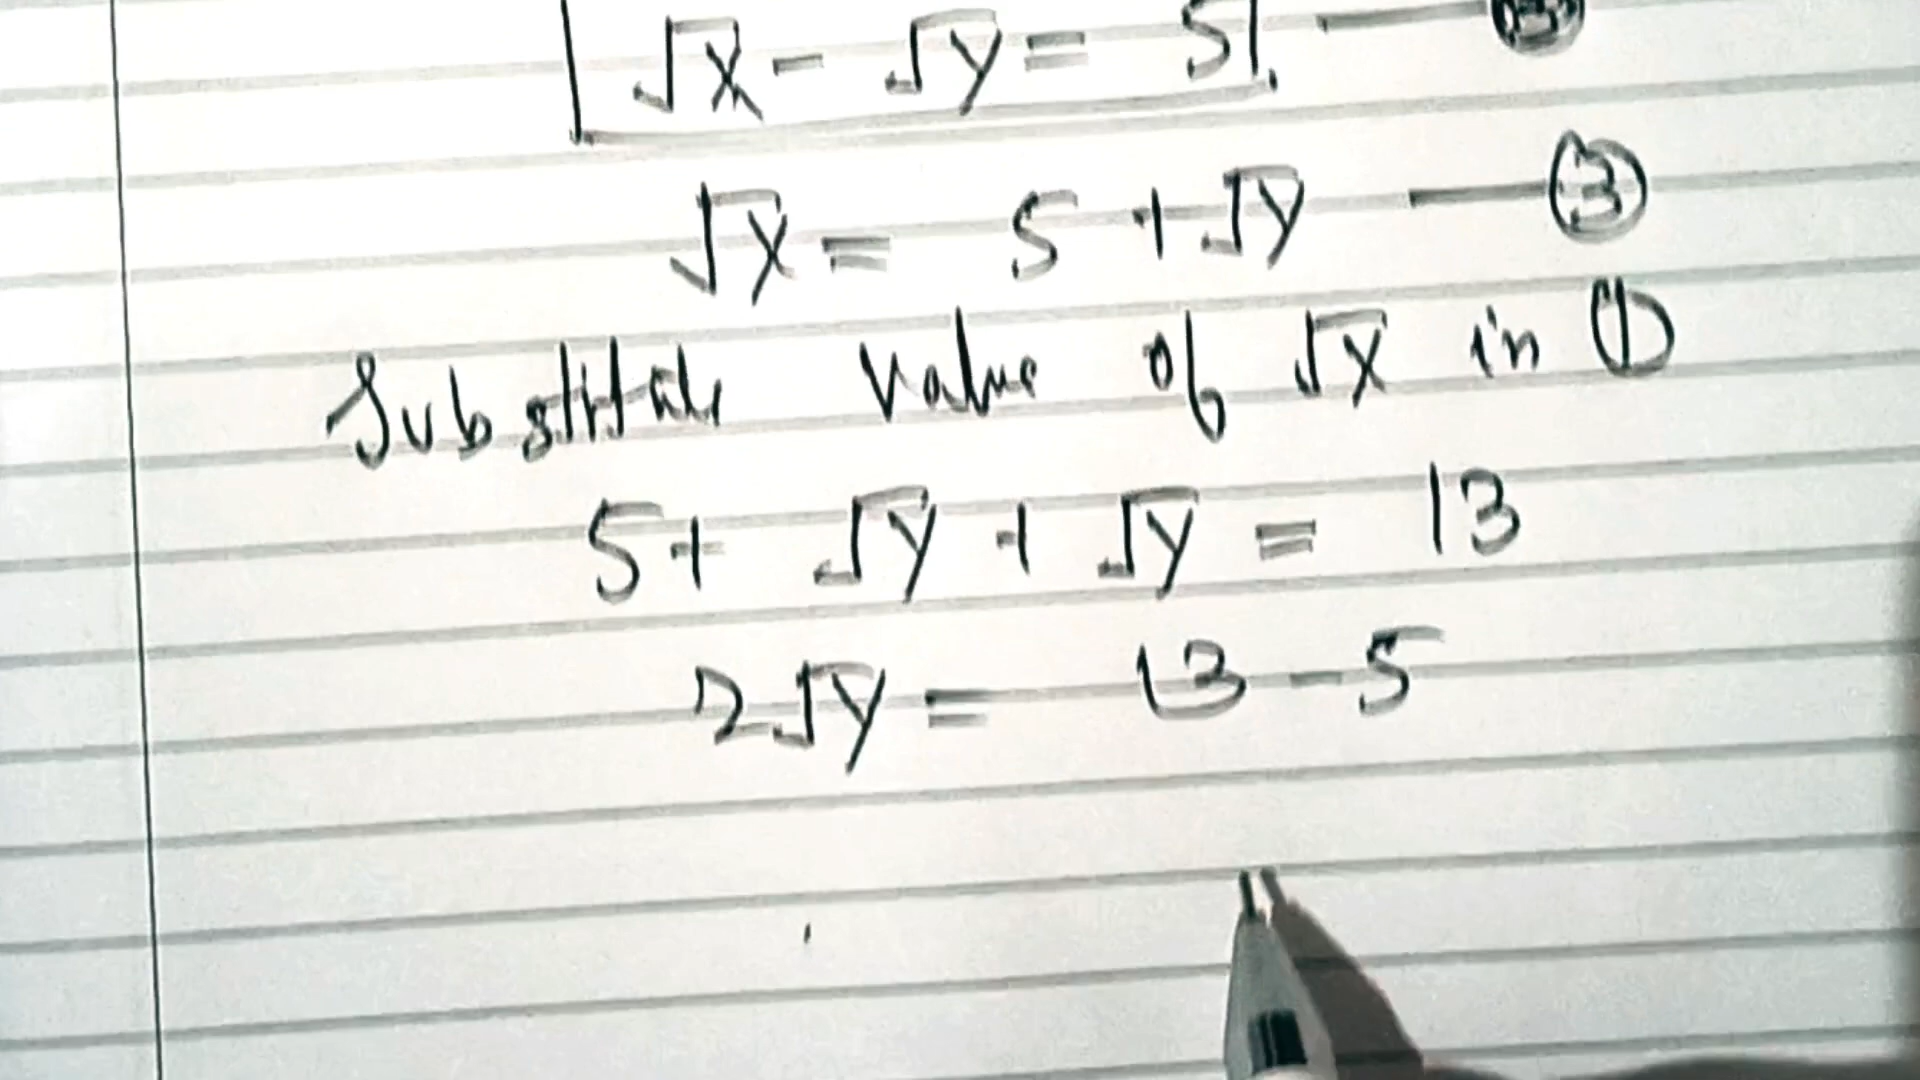 √x - √y = 5
√x = 5 + √y — ③
Substitute value of √x in ①
5 + √y + √y = 13
2√y = 13 - 5